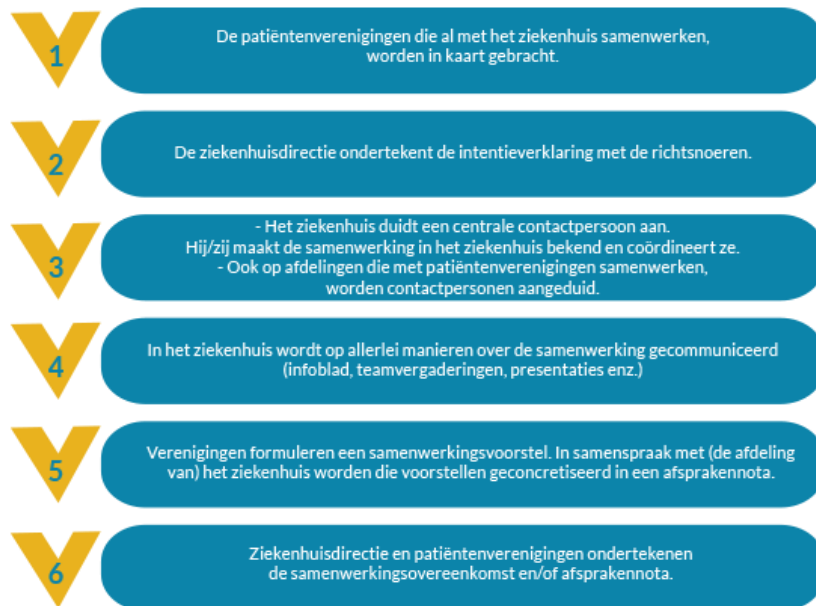 1
De patiëntenverenigingen die al met het ziekenhuis samenwerken,
worden in kaart gebracht.
2
De ziekenhuisdirectie ondertekent de intentieverklaring met de richtsnoeren.
3
- Het ziekenhuis duidt een centrale contactpersoon aan.
Hij/zij maakt de samenwerking in het ziekenhuis bekend en coördineert ze.
- Ook op afdelingen die met patiëntenverenigingen samenwerken,
worden contactpersonen aangeduid.
4
In het ziekenhuis wordt op allerlei manieren over de samenwerking gecommuniceerd
(infoblad, teamvergaderingen, presentaties enz.)
5
Verenigingen formuleren een samenwerkingsvoorstel. In samenspraak met (de afdeling
van) het ziekenhuis worden die voorstellen geconcretiseerd in een afsprakennota.
6
Ziekenhuisdirectie en patiëntenverenigingen ondertekenen
de samenwerkingsovereenkomst en/of afsprakennota.